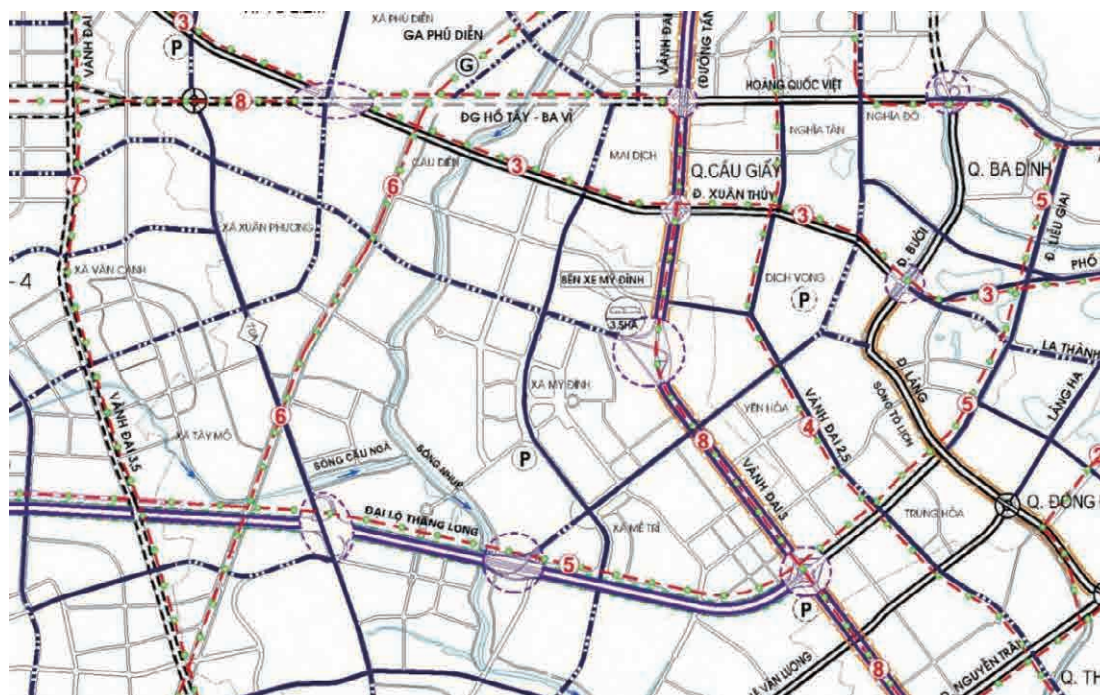 XÃ PHÚ DIỄN
GA PHÚ DIỄN
VÀNH ĐAI
3
P
G
VÀNH ĐAI
(ĐƯỜNG TÂN
HOÀNG QUỐC VIỆT
8
ĐG HỒ TÂY - BA VÌ
NGHĨA TÂN
NGHĨA ĐÔ
CẦU DIỄN
MAI DỊCH
Q.CẦU GIẤY
Q. BA ĐÌNH
3
7
6
Đ. XUÂN THỦY
3
5
Đ. LIỄU GIAI
XÃ XUÂN PHƯƠNG
Đ. BƯỞI
PHỐ
XÃ VÂN CANH
-4
BẾN XE MỸ ĐÌNH
DỊCH VỌNG
P
3
3.5HA
LA THÀNH
Đ. LÁNG
LÁNG HẠ
VÀNH ĐAI 3,5
6
XÃ MỸ ĐÌNH
SÔNG TÔ LỊCH
5
YÊN HÒA
VÀNH ĐAI 2,5
4
XÃ TÂY MỖ
8
SÔNG CẦU NGÀ
SÔNG NHUỆ
P
VÀNH ĐAI 3
2
Q. ĐỐNG Đ
ĐẠI LỘ THĂNG LONG
XÃ MỄ TRÌ
TRUNG HÒA
5
P
8
Ê VĂN LƯƠNG
NGUYỄN TRÃI
Q. TH